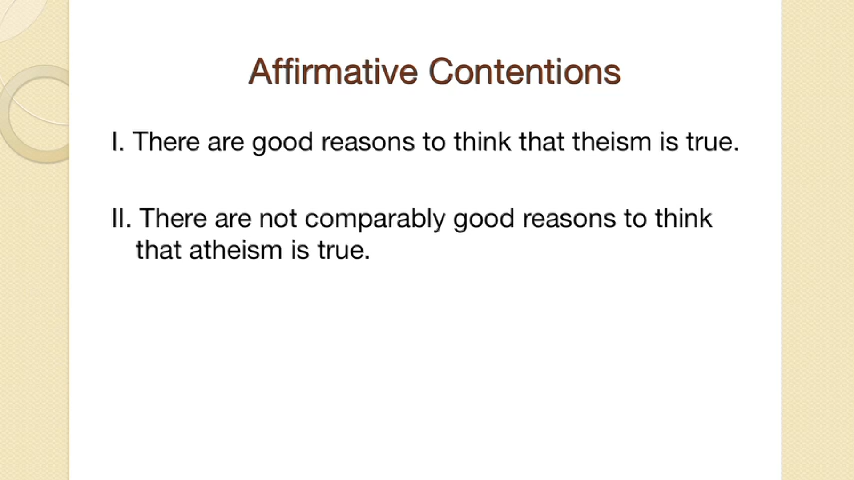 Affirmative Contentions
I. There are good reasons to think that theism is true.
II. There are not comparably good reasons to think
that atheism is true.